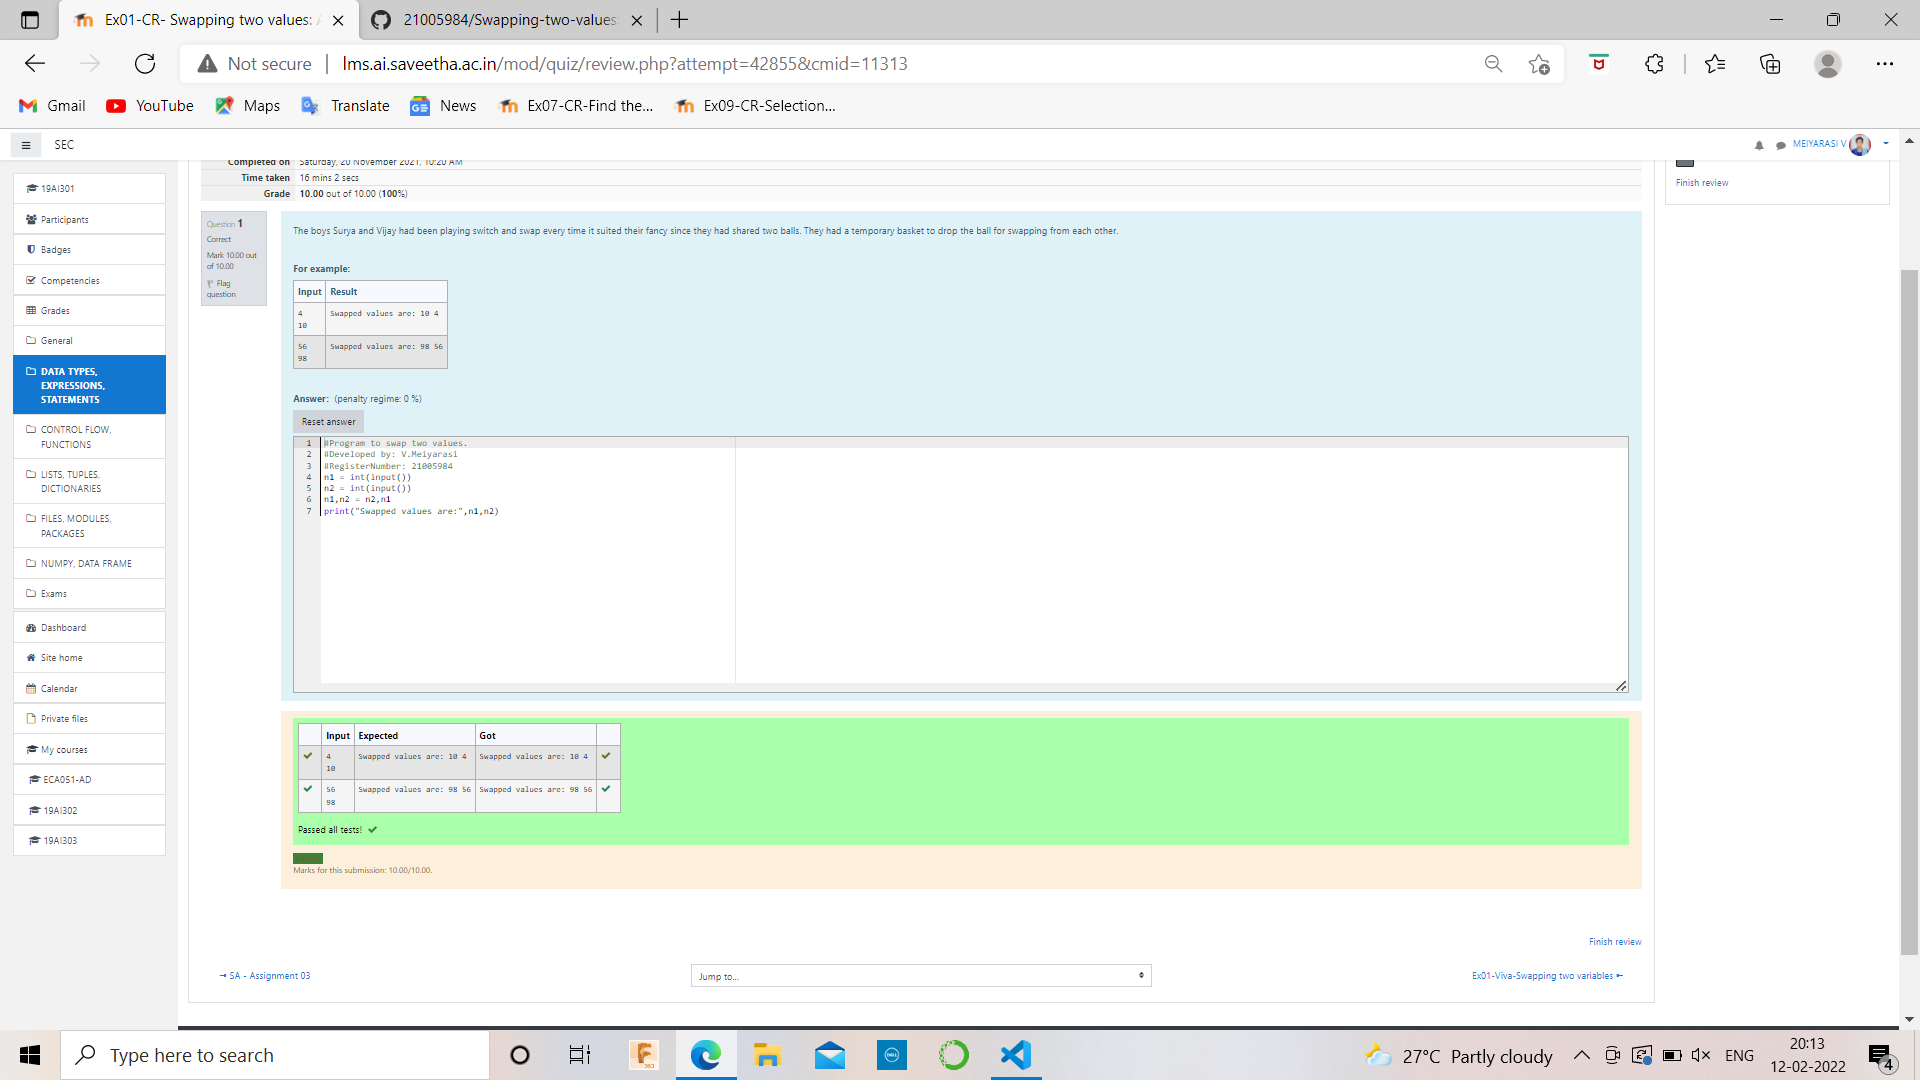 Ex01-CR- Swapping two values:
21005984/Swapping-two-values
Not secure
lms.ai.saveetha.ac.in/mod/quiz/review.php?attempt=42855&cmid=11313
Gmail
YouTube
Maps
Translate
News
Ex07-CR-Find the...
Ex09-CR-Selection...
SEC
MEIYARASI V
19AI301
Participants
Badges
Competencies
Grades
General
DATA TYPES,
EXPRESSIONS,
STATEMENTS
CONTROL FLOW,
FUNCTIONS
LISTS, TUPLES,
DICTIONARIES
FILES, MODULES,
PACKAGES
NUMPY, DATA FRAME
Exams
Dashboard
Site home
Calendar
Private files
My courses
ECA051-AD
19AI302
19AI303
Completed on Saturday, 20 November 2021, 10:20 AM
Time taken 16 mins 2 secs
Grade 10.00 out of 10.00 (100%)
Question 1
Correct
Mark 10.00 out
of 10.00
Flag
question
The boys Surya and Vijay had been playing switch and swap every time it suited their fancy since they had shared two balls. They had a temporary basket to drop the ball for swapping from each other.
For example:
Input Result
4 Swapped values are: 10 4
10
56 Swapped values are: 98 56
98
Answer: (penalty regime: 0 %)
Reset answer
1 #Program to swap two values.
2 #Developed by: V.Meiyarasi
3 #RegisterNumber: 21005984
4 n1 = int(input())
5 n2 = int(input())
6 n1,n2 = n2,n1
7 print("Swapped values are:",n1,n2)
Input Expected Got
4 Swapped values are: 10 4 Swapped values are: 10 4
10
56 Swapped values are: 98 56 Swapped values are: 98 56
98
Passed all tests!
Marks for this submission: 10.00/10.00.
Finish review
→ SA - Assignment 03
Jump to...
Ex01-Viva-Swapping two variables ←
Finish review
Type here to search
27°C Partly cloudy
ENG
20:13
12-02-2022
4